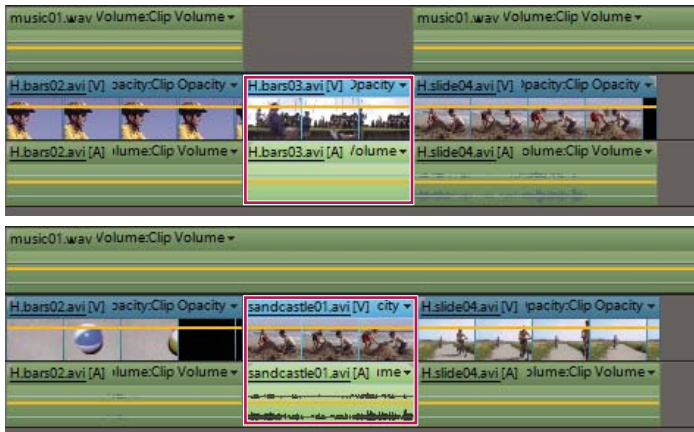 music01.wav Volume:Clip Volume music01.wav Volume:Clip Volume
H.bars02.avi [V] pacity:Clip Opacity H.bars03.avi [V] Opacity H.slide04.avi [V] Opacity:Clip Opacity
H.bars02.avi [A] lume:Clip Volume H.bars03.avi [A] Volume H.slide04.avi [A] olume:Clip Volume
music01.wav Volume:Clip Volume
H.bars02.avi [V] pacity:Clip Opacity sandcastle01.avi [V] city H.slide04.avi [V] pacity:Clip Opacity
H.bars02.avi [A] lume:Clip Volume sandcastle01.avi [A] ume H.slide04.avi [A] olume:Clip Volume